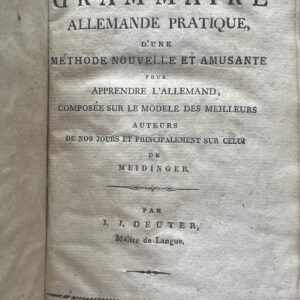 GRAMMAIRE
ALLEMANDE PRATIQUE,
D'UNE
MÉTHODE NOUVELLE ET AMUSANTE
POUR
APPRENDRE L'ALLEMAND;
COMPOSÉE SUR LE MODELE DES MEILLEURS
AUTEURS
DE NOS JOURS ET PRINCIPALEMENT SUR CELUI
DE
MEIDINGER.
PAR
J. J. DEUTER,
Maître de Langue.